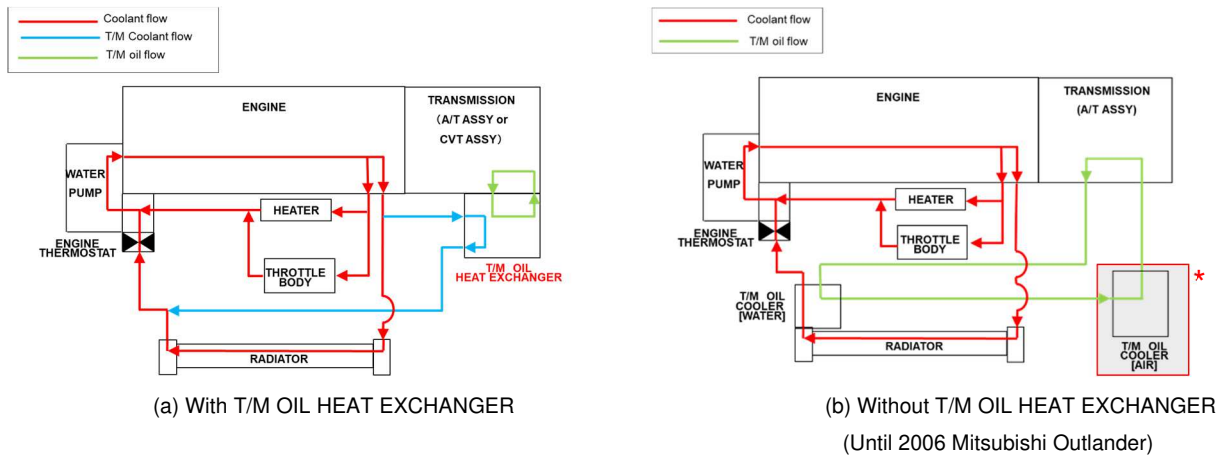 Coolant flow
T/M Coolant flow
T/M oil flow
ENGINE
TRANSMISSION
(A/T ASSY or
CVT ASSY)
WATER
PUMP
HEATER
ENGINE
THERMOSTAT
THROTTLE
BODY
T/M OIL
HEAT EXCHANGER
RADIATOR
(a) With T/M OIL HEAT EXCHANGER
Coolant flow
T/M oil flow
ENGINE
TRANSMISSION
(A/T ASSY)
WATER
PUMP
HEATER
ENGINE
THERMOSTAT
THROTTLE
BODY
*
T/M OIL
COOLER
[WATER]
T/M OIL
COOLER
[AIR]
RADIATOR
(b) Without T/M OIL HEAT EXCHANGER
(Until 2006 Mitsubishi Outlander)